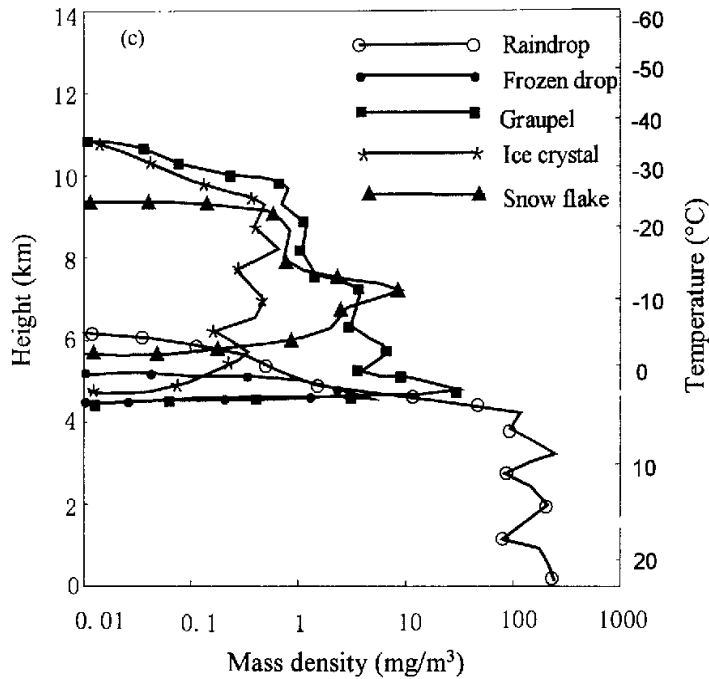 (c)
Raindrop
Frozen drop
Graupel
Ice crystal
Snow flake
14
12
10
8
6
4
2
0
Height (km)
-60
-50
-40
-30
-20
-10
0
10
20
Temperature (°C)
0.01
0.1
1
10
100
1000
Mass density (mg/m³)